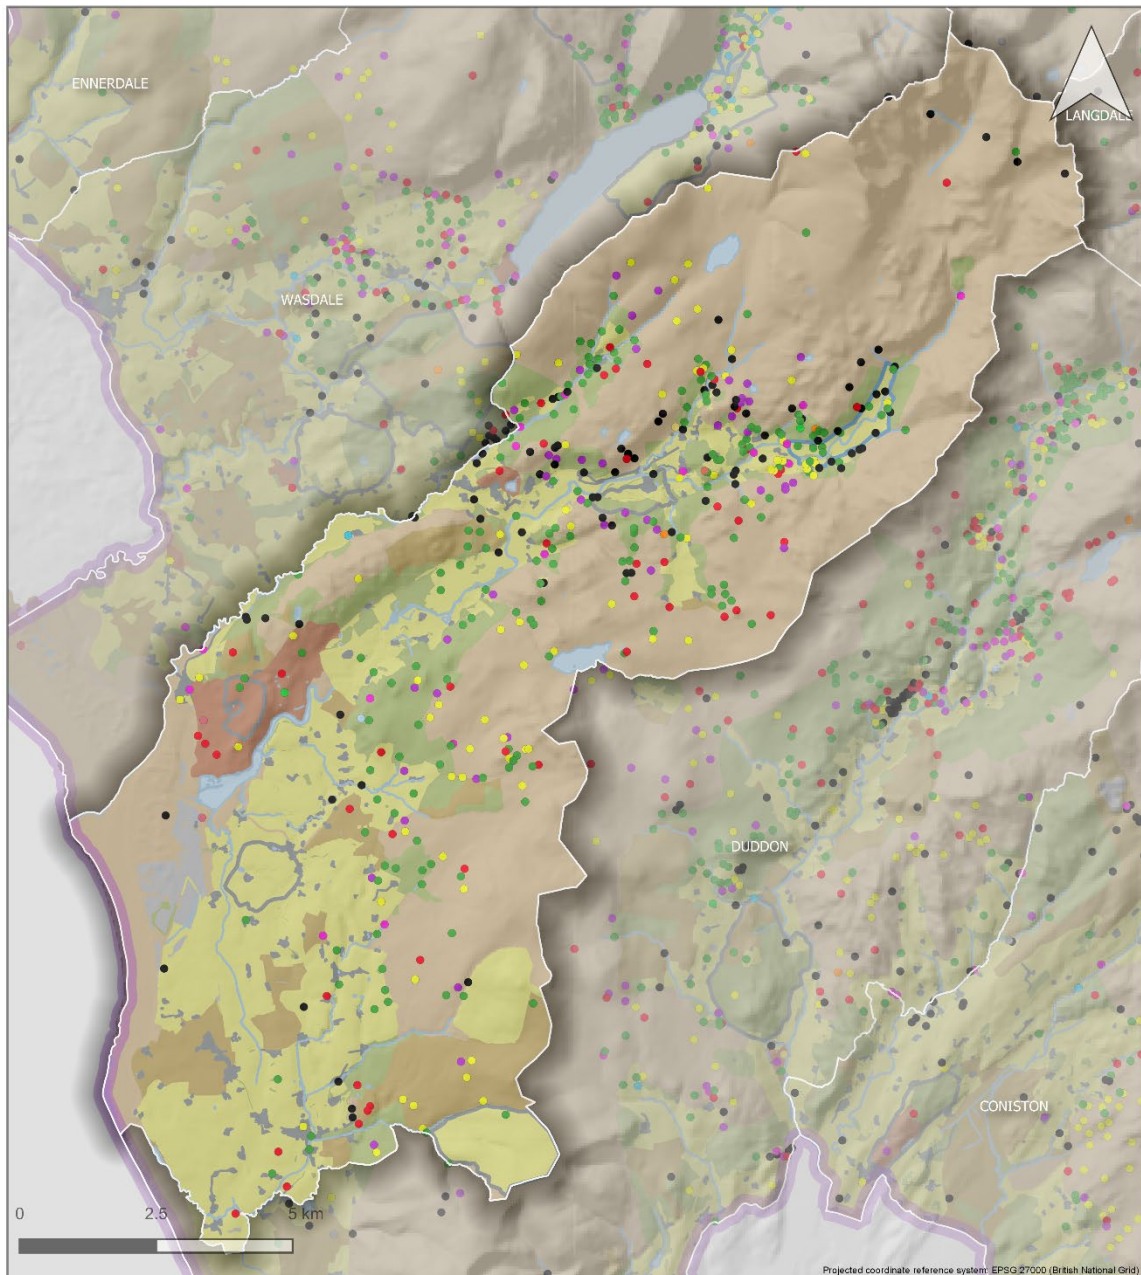 ENNERDALE
LANGDALE
WASDALE
DUDDON
CONISTON
0 2.5 5 km
Projected coordinate reference system: EPSG:27000 (British National Grid)